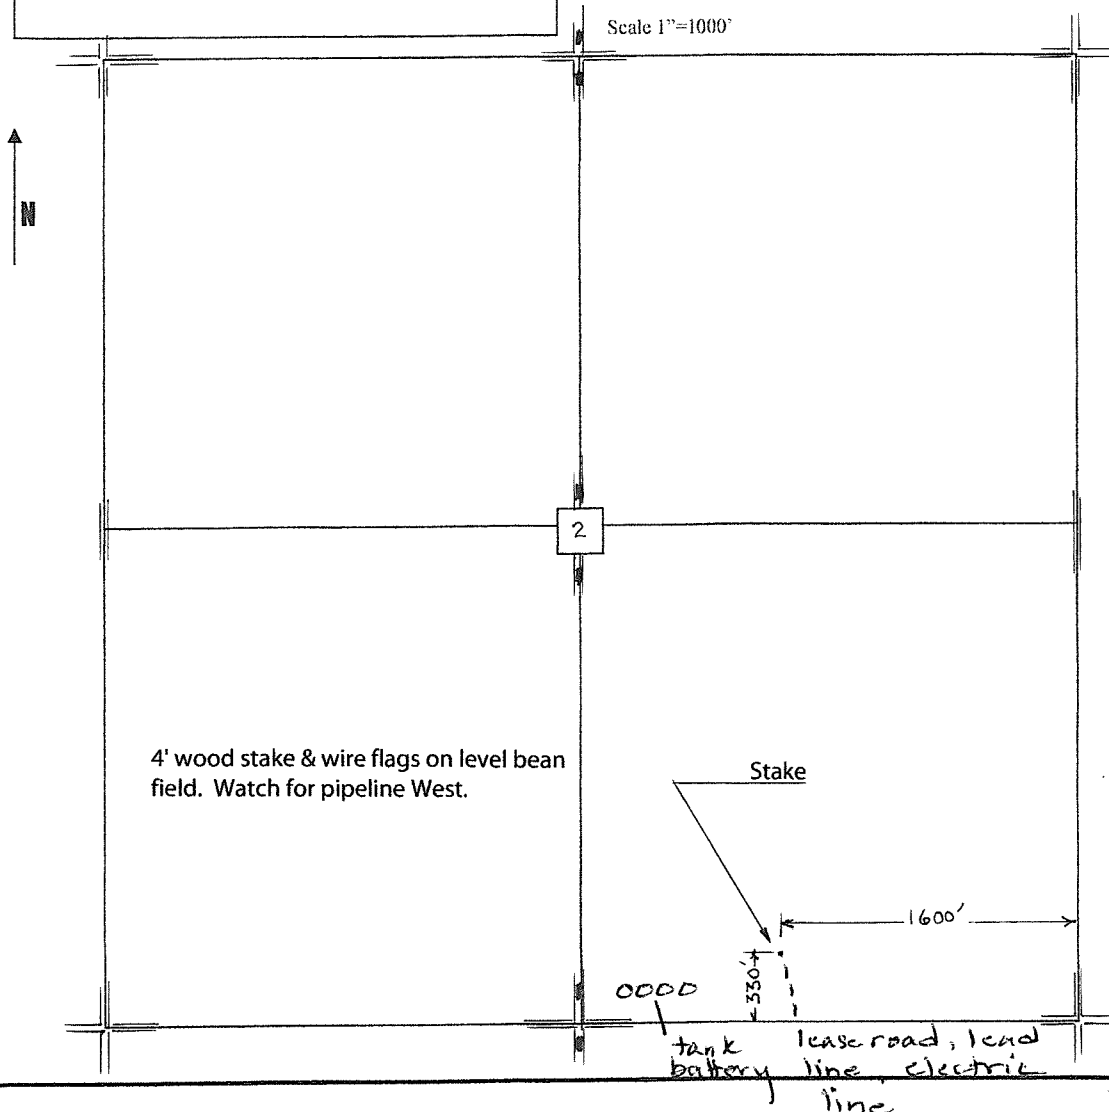 Scale 1"=1000'
N
2
4' wood stake & wire flags on level bean
field. Watch for pipeline West.
Stake
1600'
330'
0000
tank
battery
lease road, lead
line, electric
line